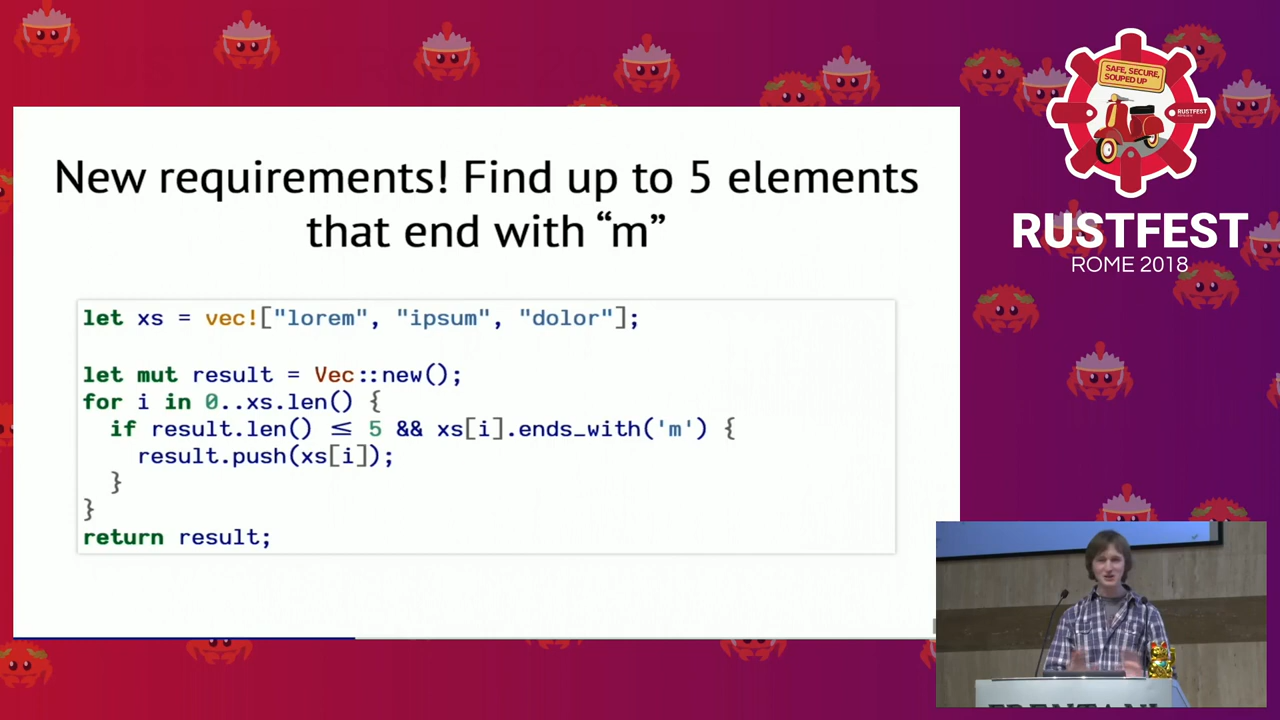 New requirements! Find up to 5 elements
that end with “m”
let xs = vec!["lorem", "ipsum", "dolor"];
let mut result = Vec::new();
for i in 0..xs.len() {
  if result.len() ≤ 5 && xs[i].ends_with('m') {
    result.push(xs[i]);
  }
}
return result;
SAFE, SECURE,
SOUPED UP
RUSTFEST
RUSTFEST
ROME 2018
FRENTANI